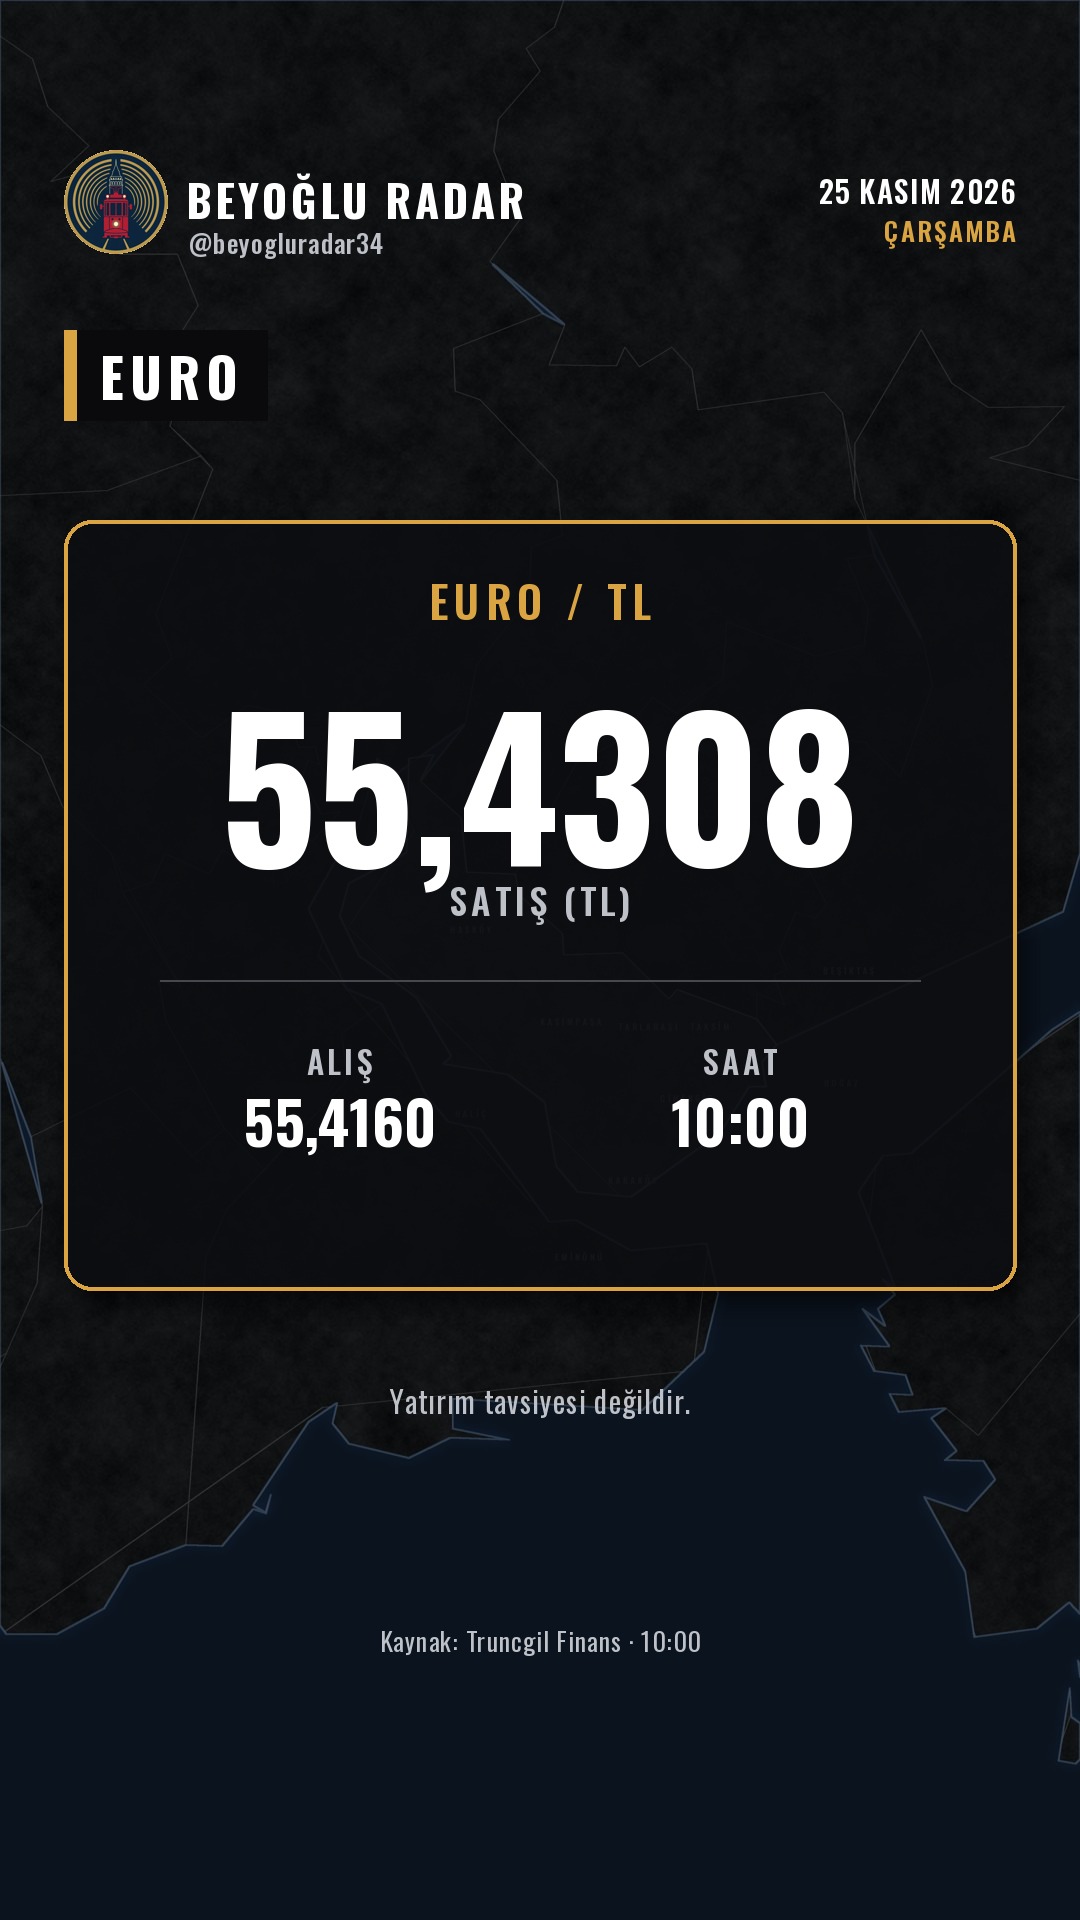 BEYOĞLU RADAR
@beyogluradar34
25 KASIM 2026
ÇARŞAMBA
EURO
EURO / TL
55,4308
SATIŞ (TL)
ALIŞ
55,4160
SAAT
10:00
Yatırım tavsiyesi değildir.
Kaynak: Truncgil Finans · 10:00